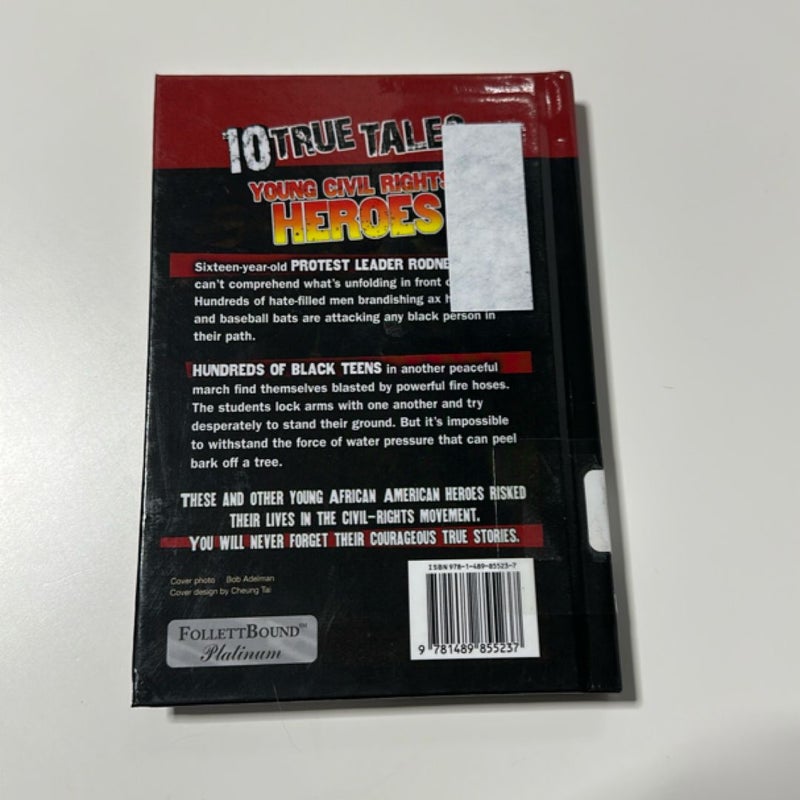 10 TRUE TALES
YOUNG CIVIL RIGHTS
HEROES
Sixteen-year-old PROTEST LEADER RODNE
can't comprehend what's unfolding in front
Hundreds of hate-filled men brandishing ax
and baseball bats are attacking any black person in
their path.
HUNDREDS OF BLACK TEENS in another peaceful
march find themselves blasted by powerful fire hoses.
The students lock arms with one another and try
desperately to stand their ground. But it's impossible
to withstand the force of water pressure that can peel
bark off a tree.
THESE AND OTHER YOUNG AFRICAN AMERICAN HEROES RISKED
THEIR LIVES IN THE CIVIL-RIGHTS MOVEMENT.
YOU WILL NEVER FORGET THEIR COURAGEOUS TRUE STORIES.
Cover photo Bob Adelman
Cover design by Cheung Tai
ISBN 978-1-489-85523-7
9 781489 855237
FOLLETTBOUND™
Platinum